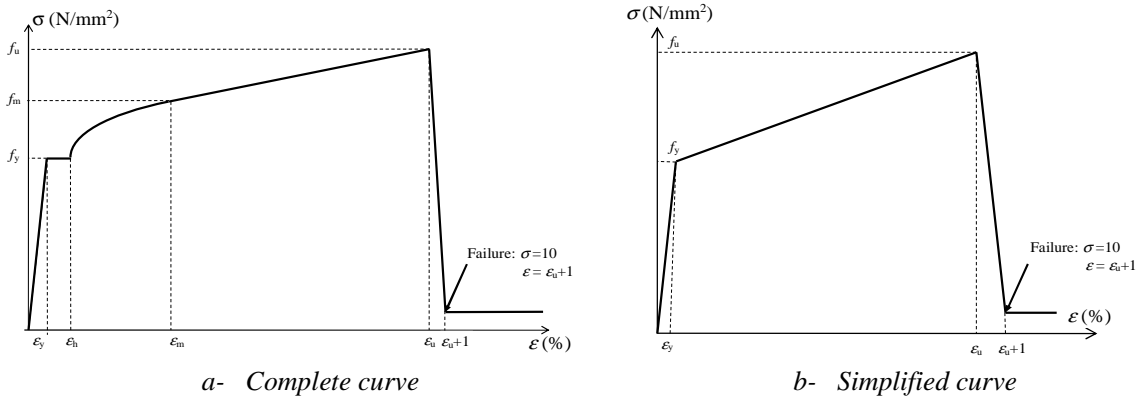 σ (N/mm²)
fu
fm
fy
Failure: σ=10
ε = εu+1
εy
εh
εm
εu
εu+1
ε (%)
a- Complete curve
σ (N/mm²)
fu
fy
Failure: σ=10
ε = εu+1
ε (%)
εy
εu
εu+1
b- Simplified curve